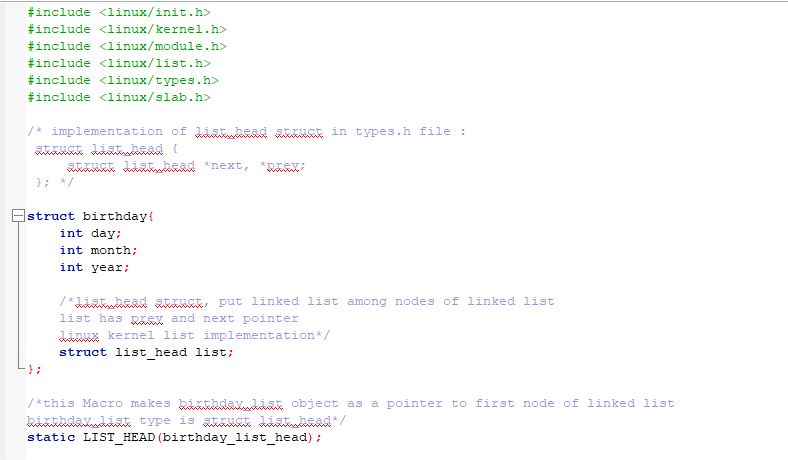 #include <linux/init.h>
#include <linux/kernel.h>
#include <linux/module.h>
#include <linux/list.h>
#include <linux/types.h>
#include <linux/slab.h>
/* implementation of list_head struct in types.h file :
struct list_head {
struct list_head *next, *prev;
}; */
struct birthday{
int day;
int month;
int year;
/*list_head struct, put linked list among nodes of linked list
list has prev and next pointer
linux kernel list implementation*/
struct list_head list;
};
/*this Macro makes birthday_list object as a pointer to first node of linked list
birthday_list type is struct list_head*/
static LIST_HEAD(birthday_list_head);